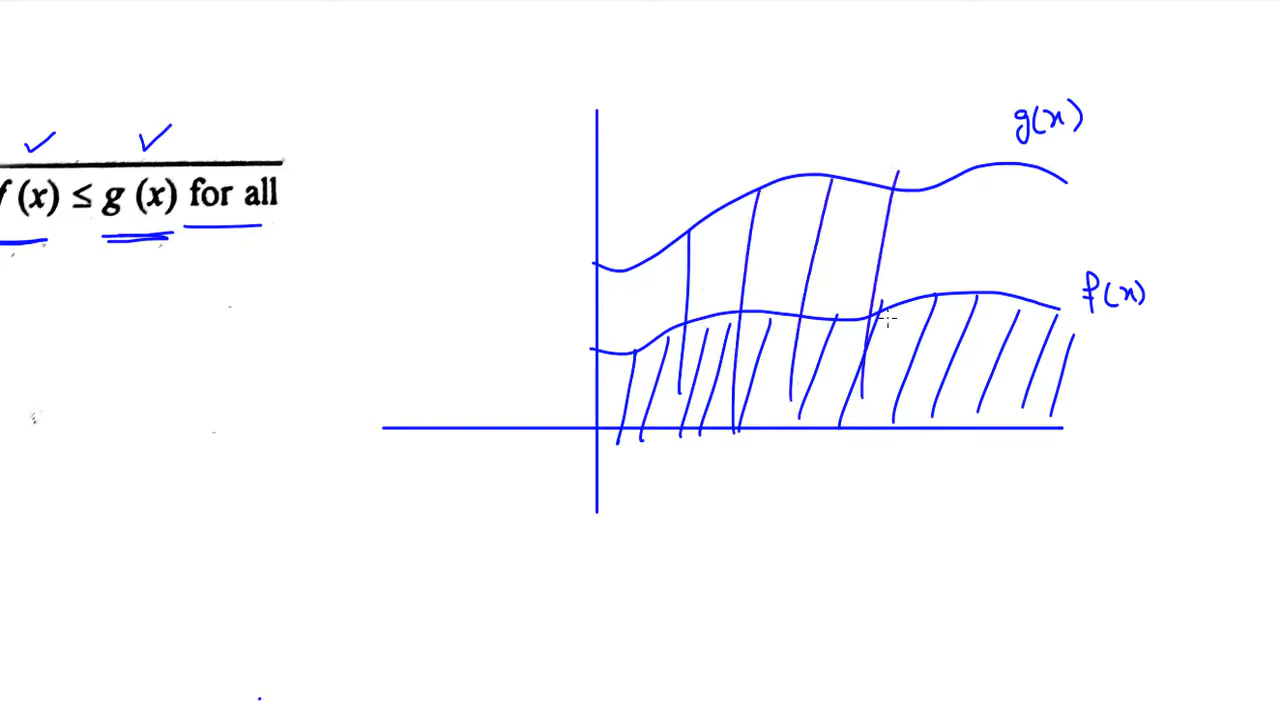 f (x) ≤ g (x) for all
g(x)
f(x)